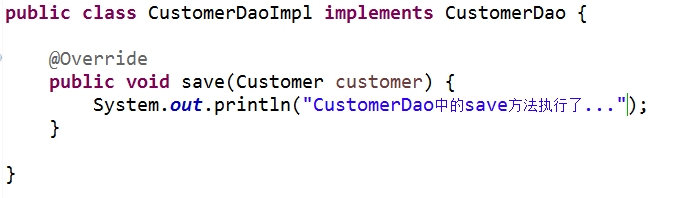 public class CustomerDaoImpl implements CustomerDao {
@Override
public void save(Customer customer) {
System.out.println("CustomerDao中的save方法执行了...");
}
}